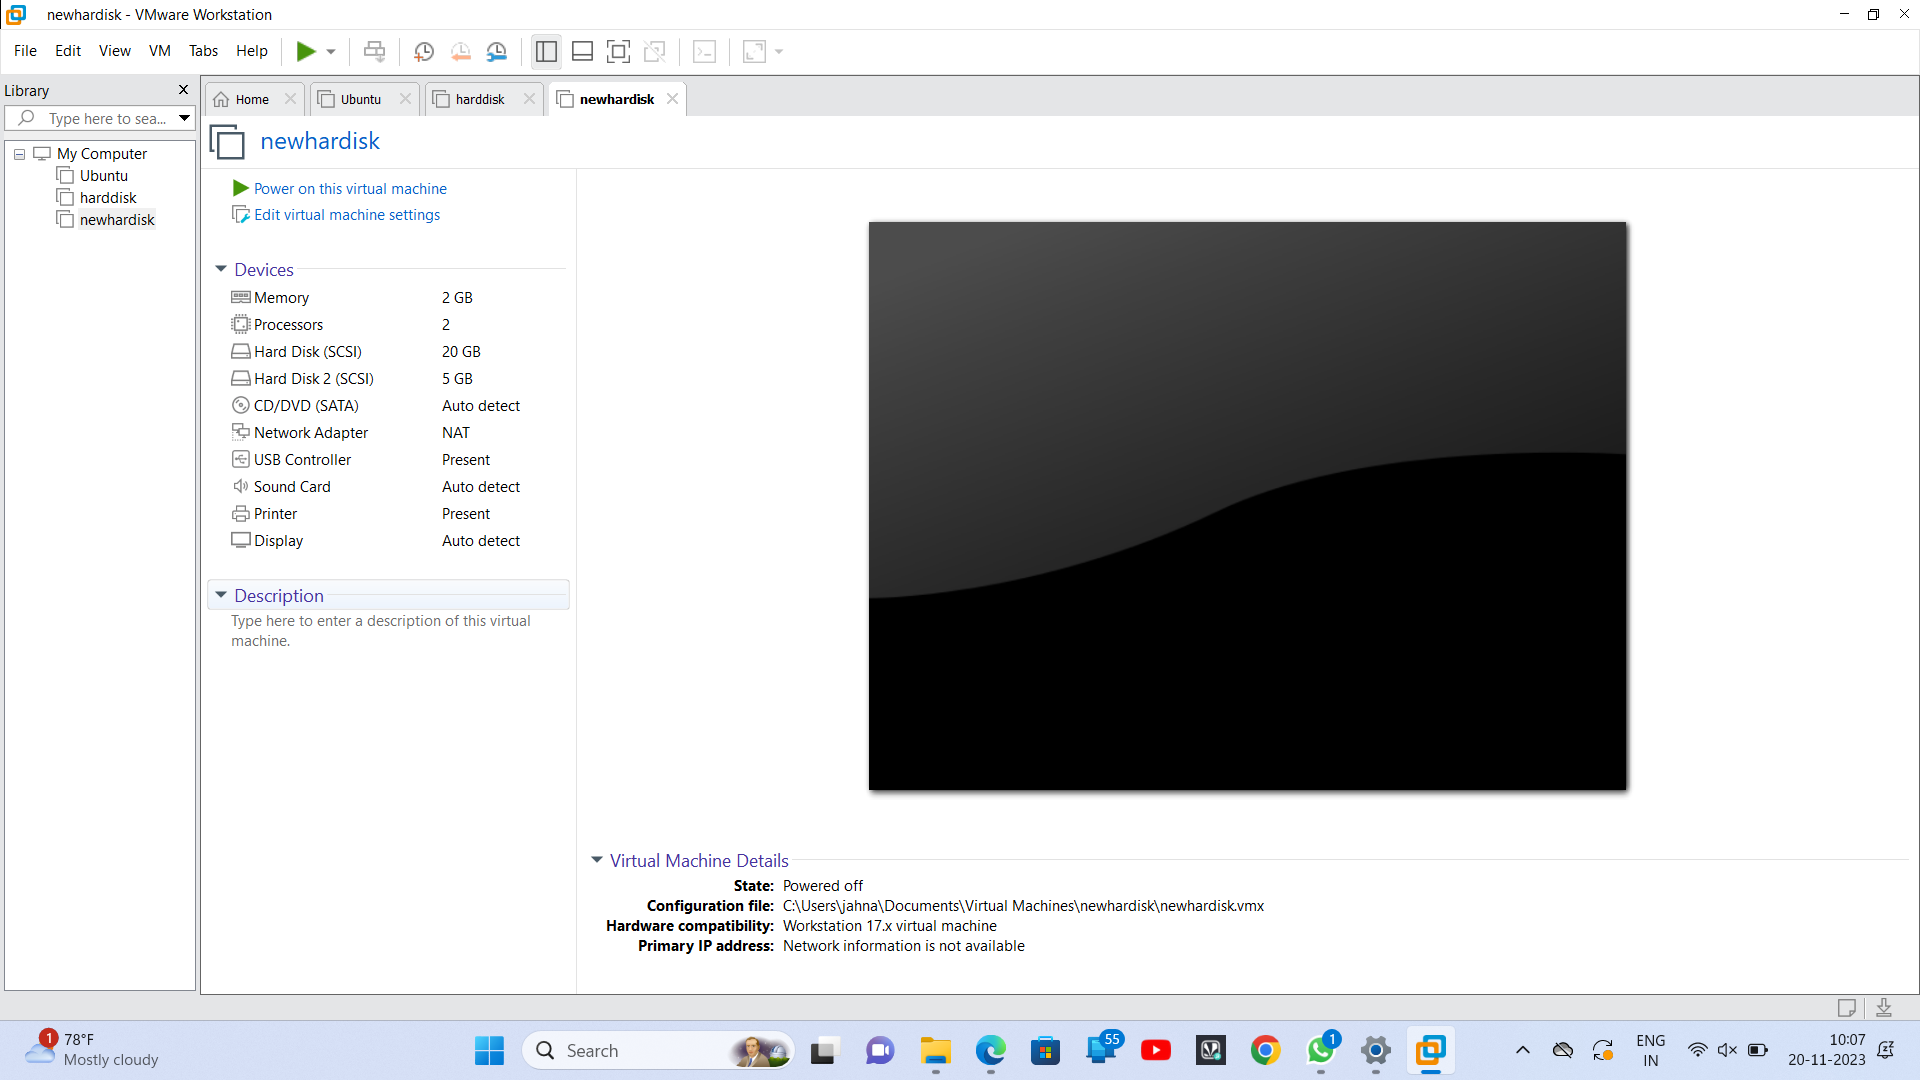 newhardisk - VMware Workstation
File Edit View VM Tabs Help
Library
Type here to sea...
My Computer
Ubuntu
harddisk
newhardisk
Home Ubuntu harddisk newhardisk
newhardisk
Power on this virtual machine
Edit virtual machine settings
Devices
Memory 2 GB
Processors 2
Hard Disk (SCSI) 20 GB
Hard Disk 2 (SCSI) 5 GB
CD/DVD (SATA) Auto detect
Network Adapter NAT
USB Controller Present
Sound Card Auto detect
Printer Present
Display Auto detect
Description
Type here to enter a description of this virtual
machine.
Virtual Machine Details
State: Powered off
Configuration file: C:\Users\jahna\Documents\Virtual Machines\newhardisk\newhardisk.vmx
Hardware compatibility: Workstation 17.x virtual machine
Primary IP address: Network information is not available
1
78°F
Mostly cloudy
Search
55
1
ENG
IN
10:07
20-11-2023